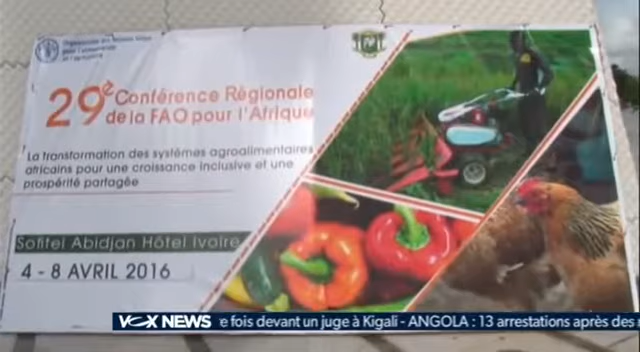 29e Conférence Régionale
de la FAO pour l'Afrique
La transformation des systèmes agroalimentaires
africains pour une croissance inclusive et une
prospérité partagée
Sofitel Abidjan Hôtel Ivoire
4 - 8 AVRIL 2016
VOX NEWS e fois devant un juge à Kigali - ANGOLA : 13 arrestations après des